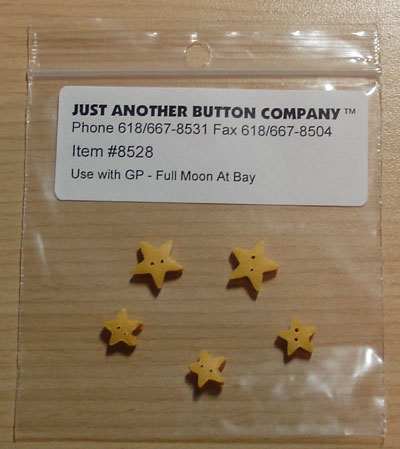 JUST ANOTHER BUTTON COMPANY™
Phone 618/667-8531 Fax 618/667-8504
Item #8528
Use with GP - Full Moon At Bay